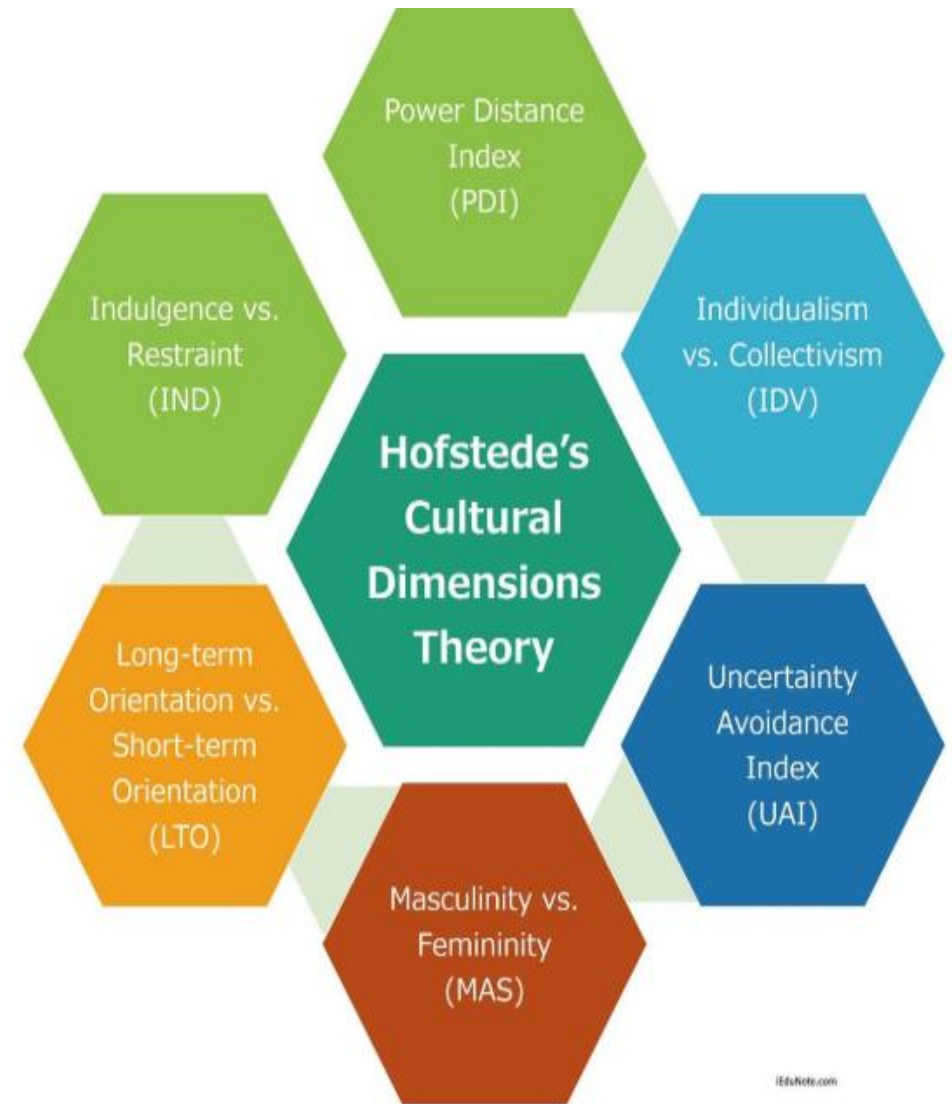 Power Distance
Index
(PDI)
Individualism
vs. Collectivism
(IDV)
Uncertainty
Avoidance
Index
(UAI)
Masculinity vs.
Femininity
(MAS)
Long-term
Orientation vs.
Short-term
Orientation
(LTO)
Indulgence vs.
Restraint
(IND)
Hofstede's
Cultural
Dimensions
Theory
iEduNote.com